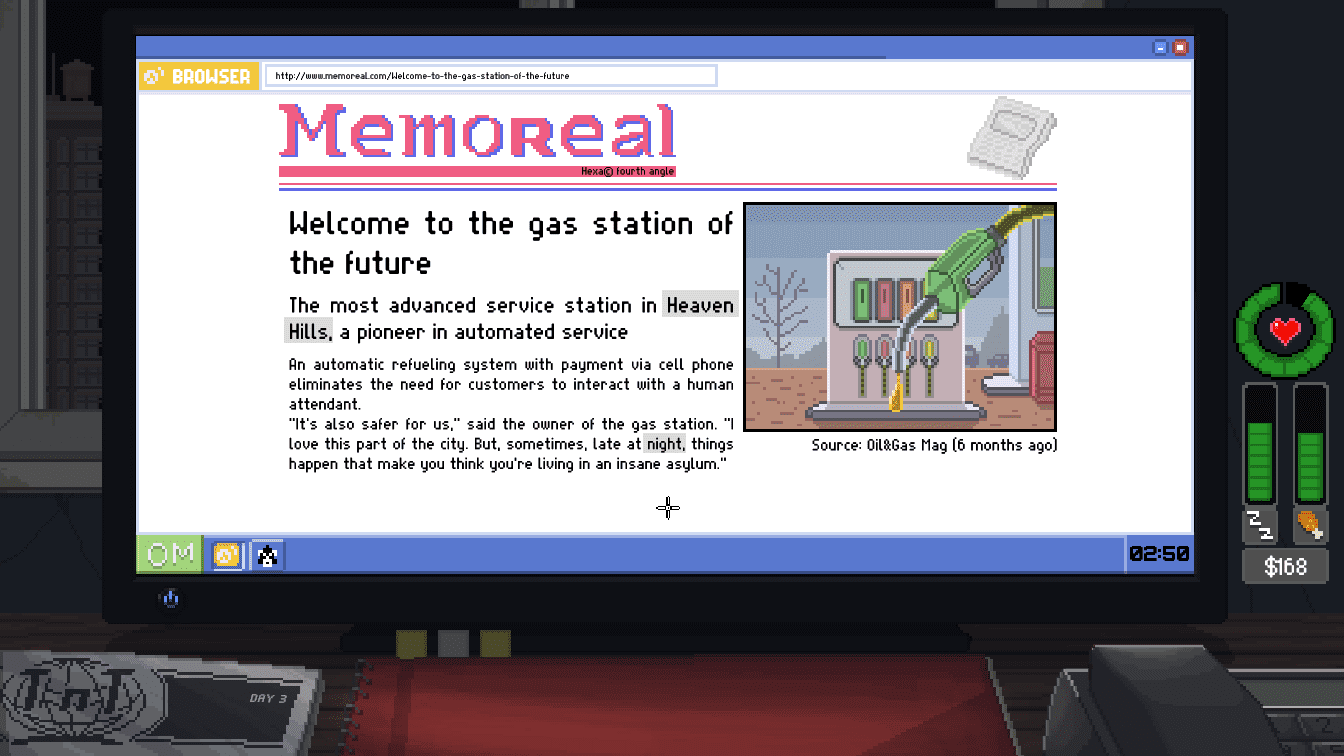 BROWSER
http://www.memoreal.com/Welcome-to-the-gas-station-of-the-future
Memoreal
Hexa© fourth angle
Welcome to the gas station of
the future
The most advanced service station in Heaven
Hills, a pioneer in automated service
An automatic refueling system with payment via cell phone
eliminates the need for customers to interact with a human
attendant.
"It's also safer for us," said the owner of the gas station. "I
love this part of the city. But, sometimes, late at night, things
happen that make you think you're living in an insane asylum."
Source: Oil&Gas Mag (6 months ago)
OM
02:50
zZ
$168
TnT
DAY 3